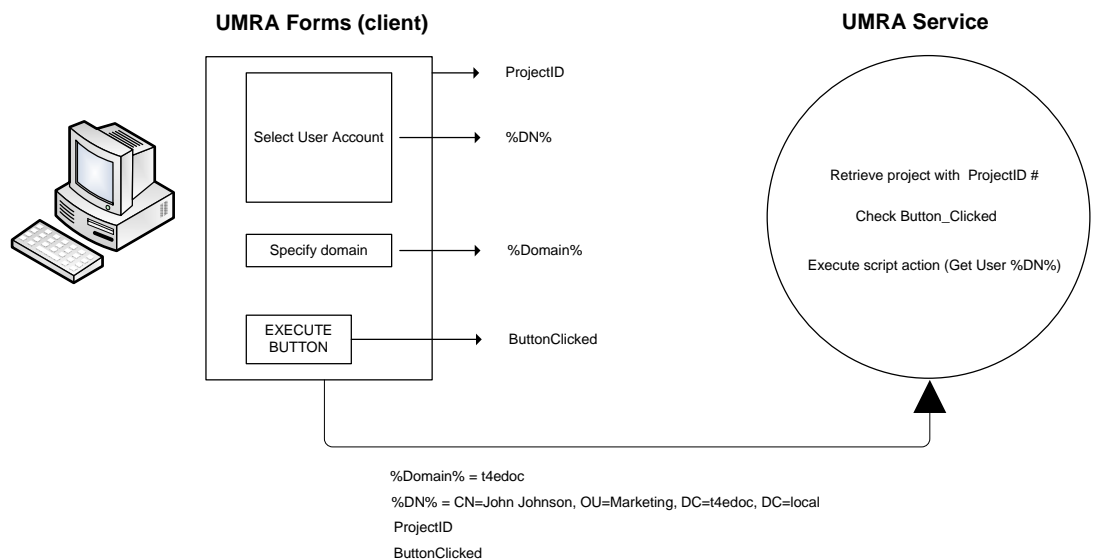 UMRA Forms (client)
UMRA Service
ProjectID
Select User Account
%DN%
Specify domain
%Domain%
EXECUTE
BUTTON
ButtonClicked
Retrieve project with ProjectID #
Check Button_Clicked
Execute script action (Get User %DN%)
%Domain% = t4edoc
%DN% = CN=John Johnson, OU=Marketing, DC=t4edoc, DC=local
ProjectID
ButtonClicked